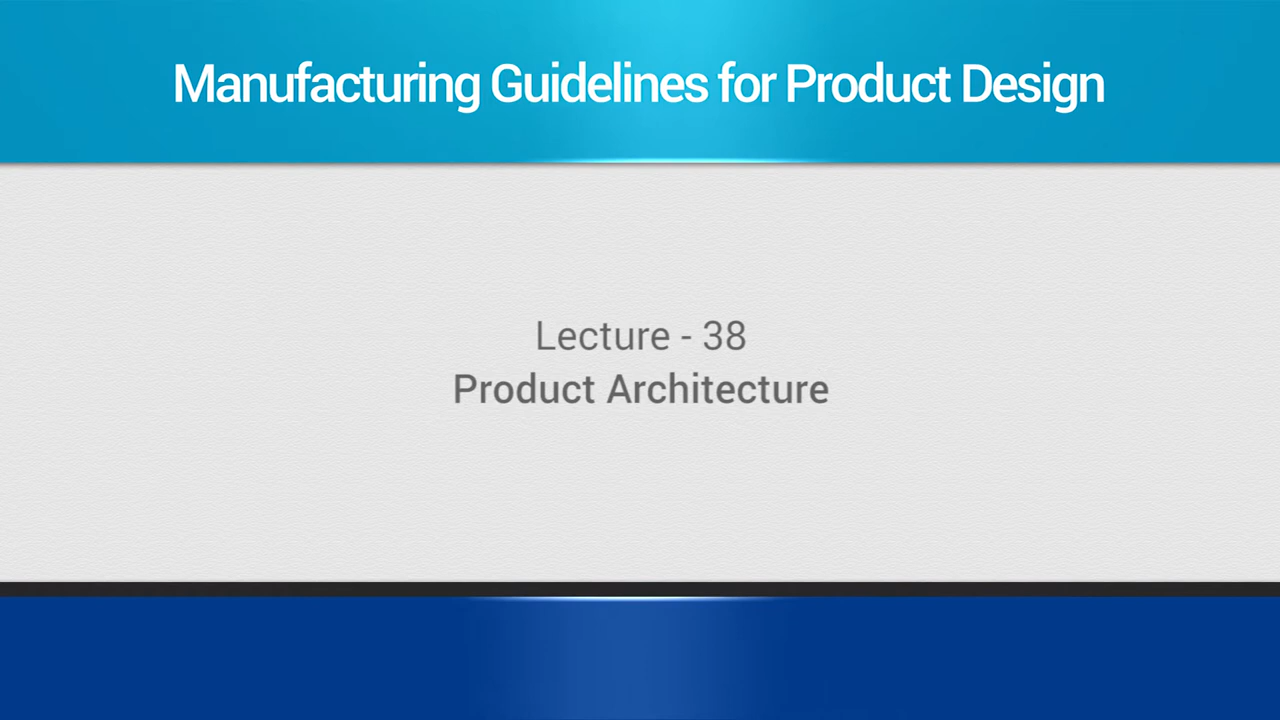 Manufacturing Guidelines for Product Design
Lecture - 38
Product Architecture